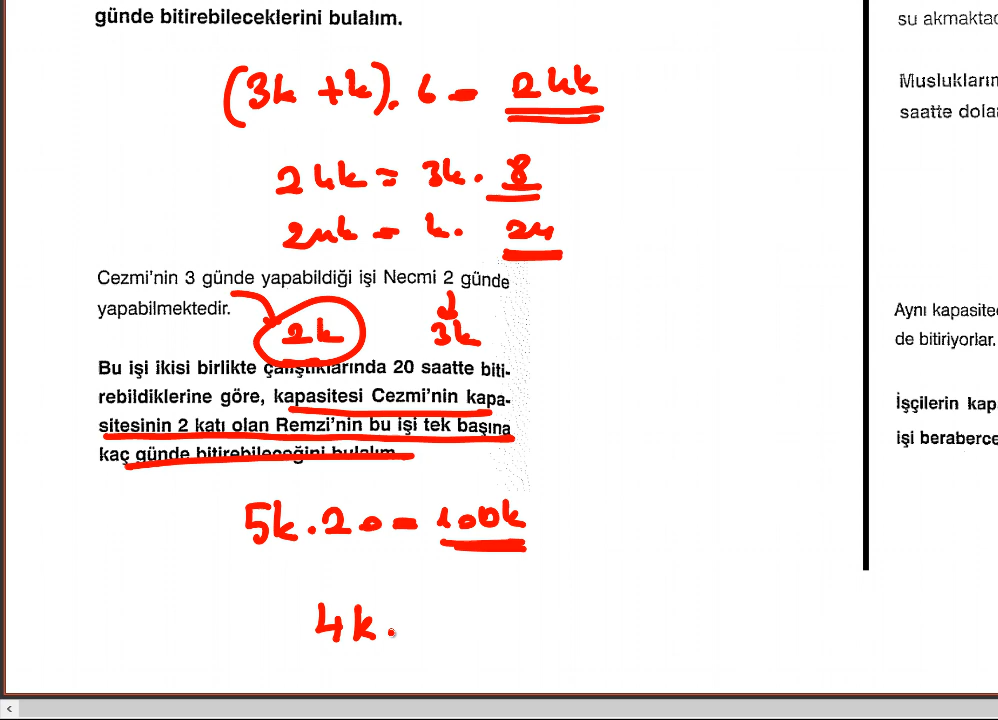 günde bitirebileceklerini bulalım.
(3k + k). 6 = 24k
24k = 3k . 8
24k = k. 24
Cezmi'nin 3 günde yapabildiği işi Necmi 2 günde
yapabilmektedir.
2k 3k
Bu işi ikisi birlikte çalıştıklarında 20 saatte biti-
rebildiklerine göre, kapasitesi Cezmi'nin kapa-
sitesinin 2 katı olan Remzi'nin bu işi tek başına
kaç günde bitirebileceğini bulalım.
5k . 20 = 100k
4k .
su akmaktad
Muslukların
saatte dola
Aynı kapasite
de bitiriyorlar.
İşçilerin kap
işi beraberce